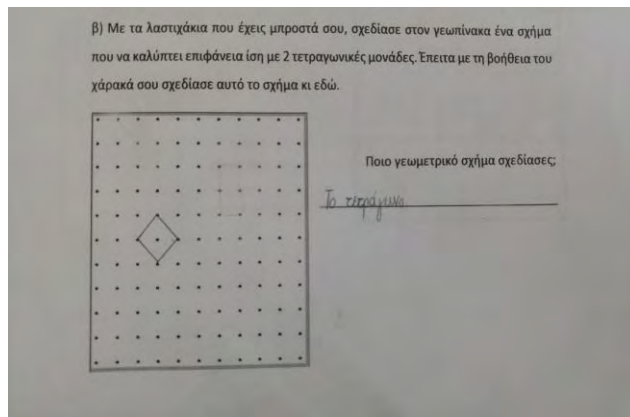 β) Με τα λαστιχάκια που έχεις μπροστά σου, σχεδίασε στον γεωπίνακα ένα σχήμα
που να καλύπτει επιφάνεια ίση με 2 τετραγωνικές μονάδες. Έπειτα με τη βοήθεια του
χάρακά σου σχεδίασε αυτό το σχήμα κι εδώ.
Ποιο γεωμετρικό σχήμα σχεδίασες;
Το τετράγωνο